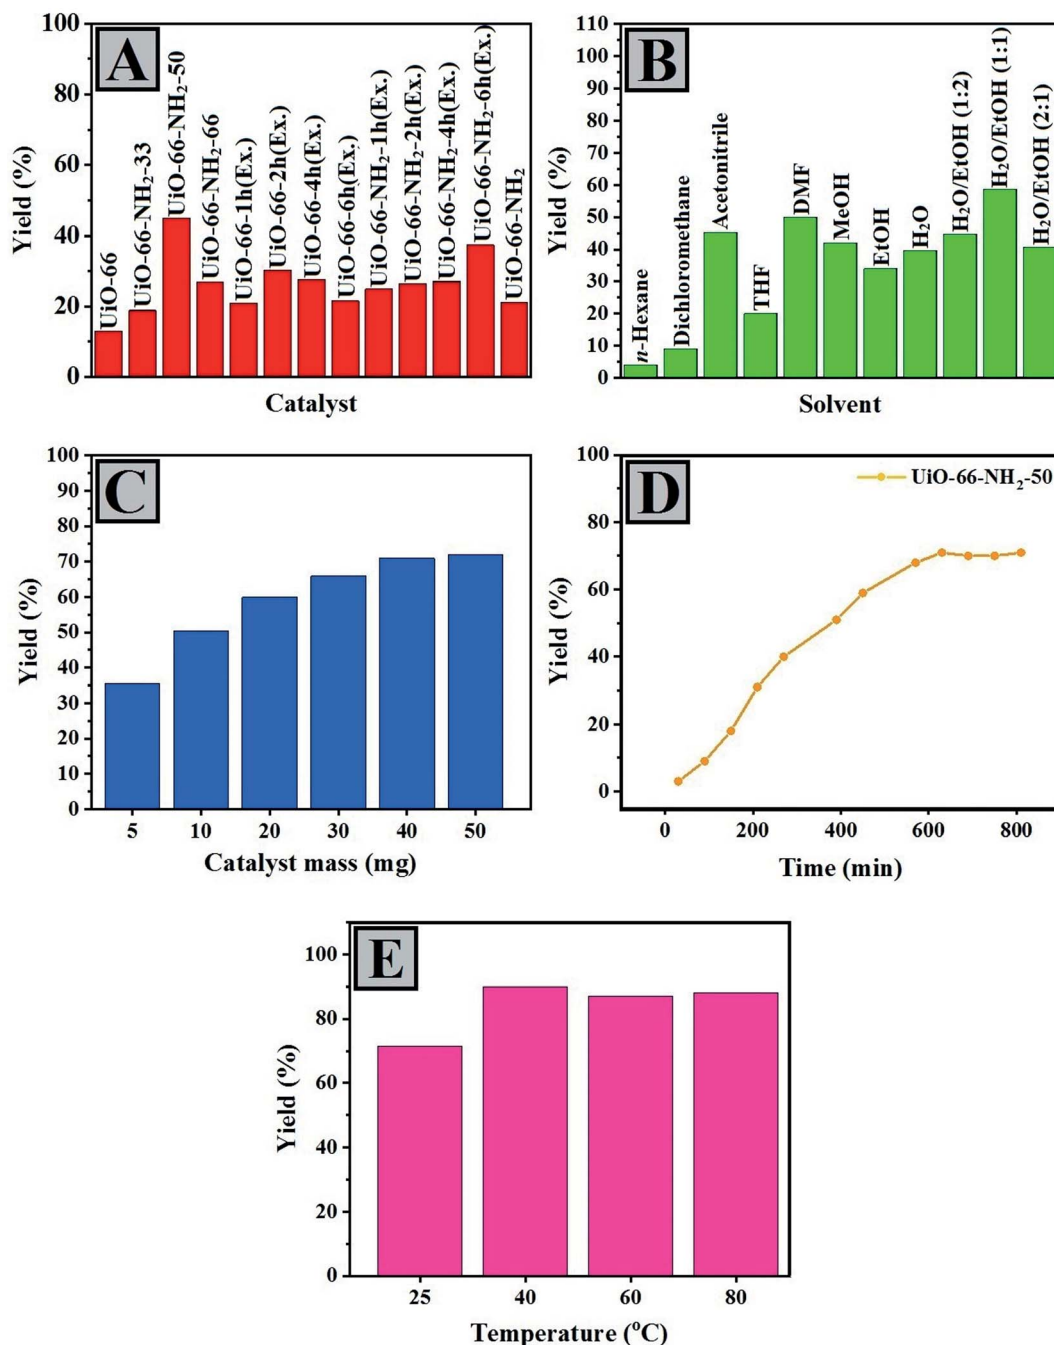 A
Yield (%)
100
80
60
40
20
0
UiO-66
UiO-66-NH₂-33
UiO-66-NH₂-50
UiO-66-NH₂-66
UiO-66-1h(Ex.)
UiO-66-2h(Ex.)
UiO-66-4h(Ex.)
UiO-66-6h(Ex.)
UiO-66-NH₂-1h(Ex.)
UiO-66-NH₂-2h(Ex.)
UiO-66-NH₂-4h(Ex.)
UiO-66-NH₂-6h(Ex.)
UiO-66-NH₂
Catalyst
B
Yield (%)
110
100
90
80
70
60
50
40
30
20
10
0
n-Hexane
Dichloromethane
Acetonitrile
THF
DMF
MeOH
EtOH
H₂O
H₂O/EtOH (1:2)
H₂O/EtOH (1:1)
H₂O/EtOH (2:1)
Solvent
C
Yield (%)
100
90
80
70
60
50
40
30
20
10
0
5 10 20 30 40 50
Catalyst mass (mg)
D
UiO-66-NH₂-50
Yield (%)
100
80
60
40
20
0
0 200 400 600 800
Time (min)
E
Yield (%)
100
80
60
40
20
0
25 40 60 80
Temperature (ºC)